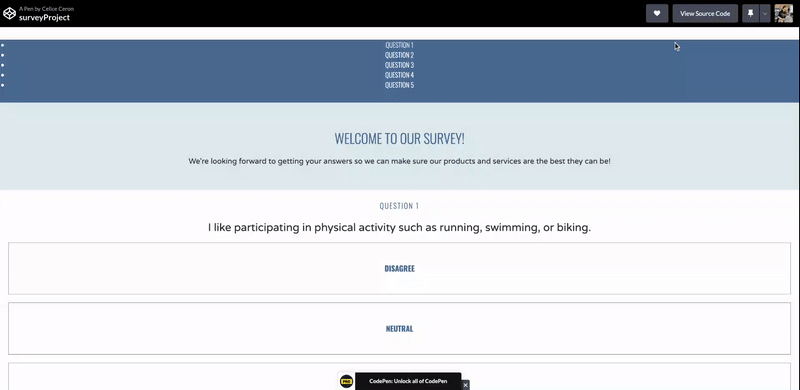 A Pen by Celice Ceron
surveyProject
View Source Code
QUESTION 1
QUESTION 2
QUESTION 3
QUESTION 4
QUESTION 5
WELCOME TO OUR SURVEY!
We're looking forward to getting your answers so we can make sure our products and services are the best they can be!
QUESTION 1
I like participating in physical activity such as running, swimming, or biking.
DISAGREE
NEUTRAL
PRO
CodePen: Unlock all of CodePen